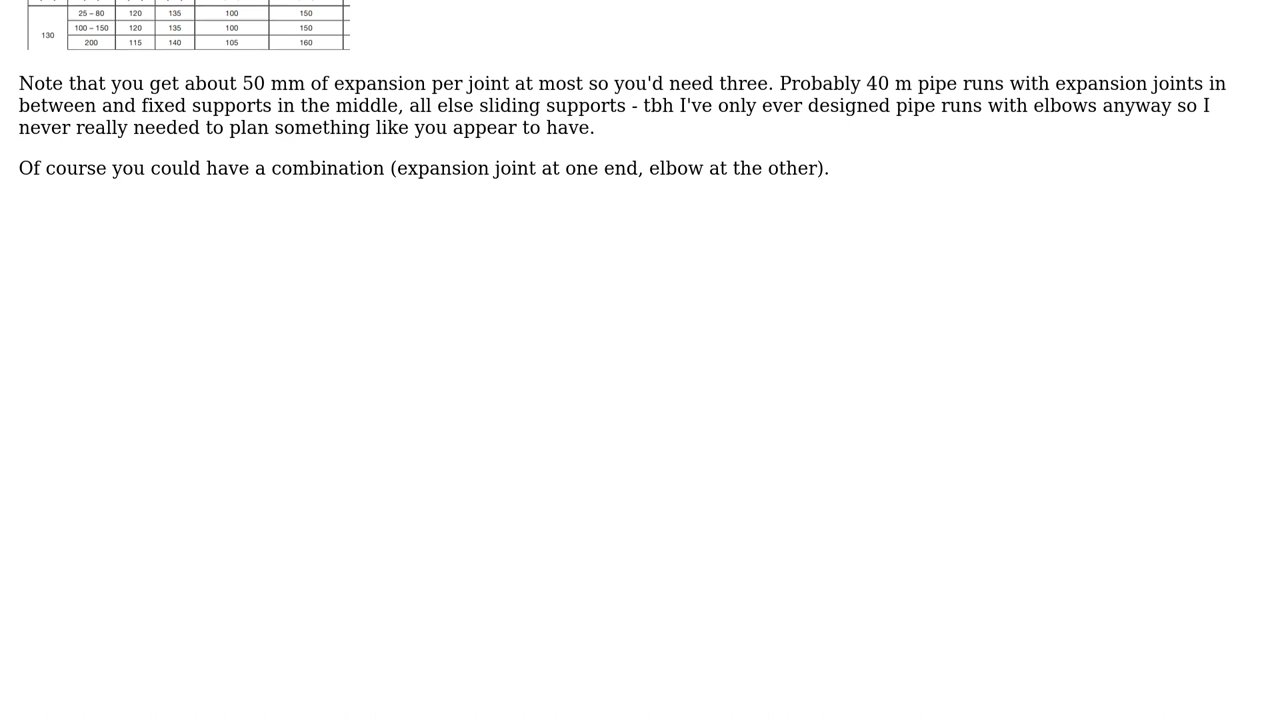 25 – 80 120 135 100 150
100 – 150 120 135 100 150
130
200 115 140 105 160
Note that you get about 50 mm of expansion per joint at most so you'd need three. Probably 40 m pipe runs with expansion joints in
between and fixed supports in the middle, all else sliding supports - tbh I've only ever designed pipe runs with elbows anyway so I
never really needed to plan something like you appear to have.
Of course you could have a combination (expansion joint at one end, elbow at the other).